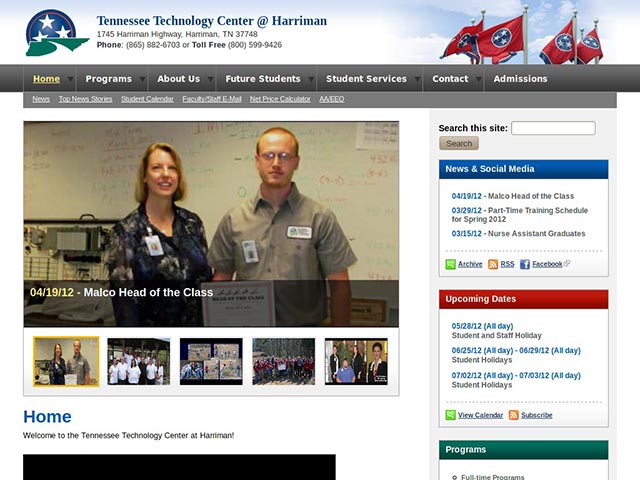 Tennessee Technology Center @ Harriman
1745 Harriman Highway, Harriman, TN 37748
Phone: (865) 882-6703 or Toll Free (800) 599-9426
Home Programs About Us Future Students Student Services Contact Admissions
News Top News Stories Student Calendar Faculty/Staff E-Mail Net Price Calculator AA/EEO
04/19/12 - Malco Head of the Class
HEAD OF THE CLASS
Home
Welcome to the Tennessee Technology Center at Harriman!
Search this site:
Search
News & Social Media
04/19/12 - Malco Head of the Class
03/29/12 - Part-Time Training Schedule
for Spring 2012
03/15/12 - Nurse Assistant Graduates
Archive RSS Facebook
Upcoming Dates
05/28/12 (All day)
Student and Staff Holiday
06/25/12 (All day) - 06/29/12 (All day)
Student Holidays
07/02/12 (All day) - 07/03/12 (All day)
Student Holidays
View Calendar Subscribe
Programs
Full-time Programs